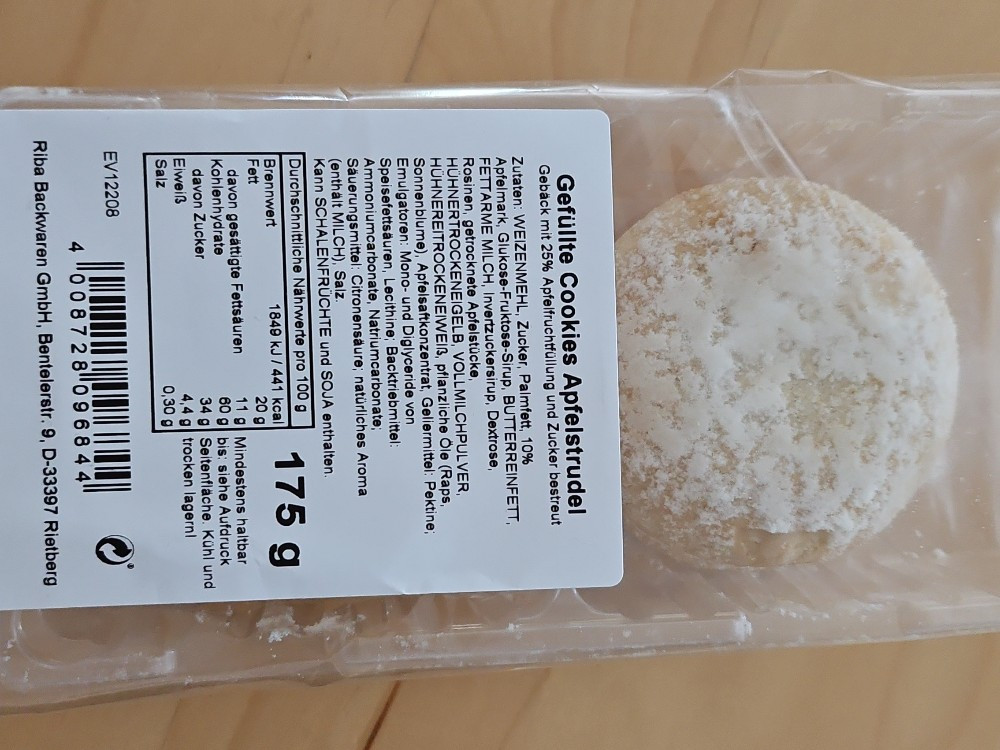 Gefüllte Cookies Apfelstrudel
Gebäck mit 25% Apfelfruchtfüllung und Zucker bestreut
Zutaten: WEIZENMEHL, Zucker, Palmfett, 10%
Apfelmark, Glukose-Fruktose-Sirup, BUTTERREINFETT,
FETTARME MILCH, Invertzuckersirup, Dextrose,
Rosinen, getrocknete Apfelstücke,
HÜHNERTROCKENEIGELB, VOLLMILCHPULVER,
HÜHNEREITROCKENEIWEIß, pflanzliche Öle (Raps,
Sonnenblume), Apfelsaftkonzentrat, Geliermittel: Pektine;
Emulgatoren: Mono- und Diglyceride von
Speisefettsäuren, Lecithine; Backtriebmittel:
Ammoniumcarbonate, Natriumcarbonate,
Säuerungsmittel: Citronensäure, natürliches Aroma
(enthält MILCH), Salz.
Kann SCHALENFRÜCHTE und SOJA enthalten.
Durchschnittliche Nährwerte pro 100 g
Brennwert 1849 kJ / 441 kcal
Fett 20 g
davon gesättigte Fettsäuren 11 g
Kohlenhydrate 60 g
davon Zucker 34 g
Eiweiß 4,4 g
Salz 0,30 g
175 g
Mindestens haltbar
bis: siehe Aufdruck
Seitenfläche. Kühl und
trocken lagern!
EV12208
4 008728 096844
Riba Backwaren GmbH, Bentelerstr. 9, D-33397 Rietberg